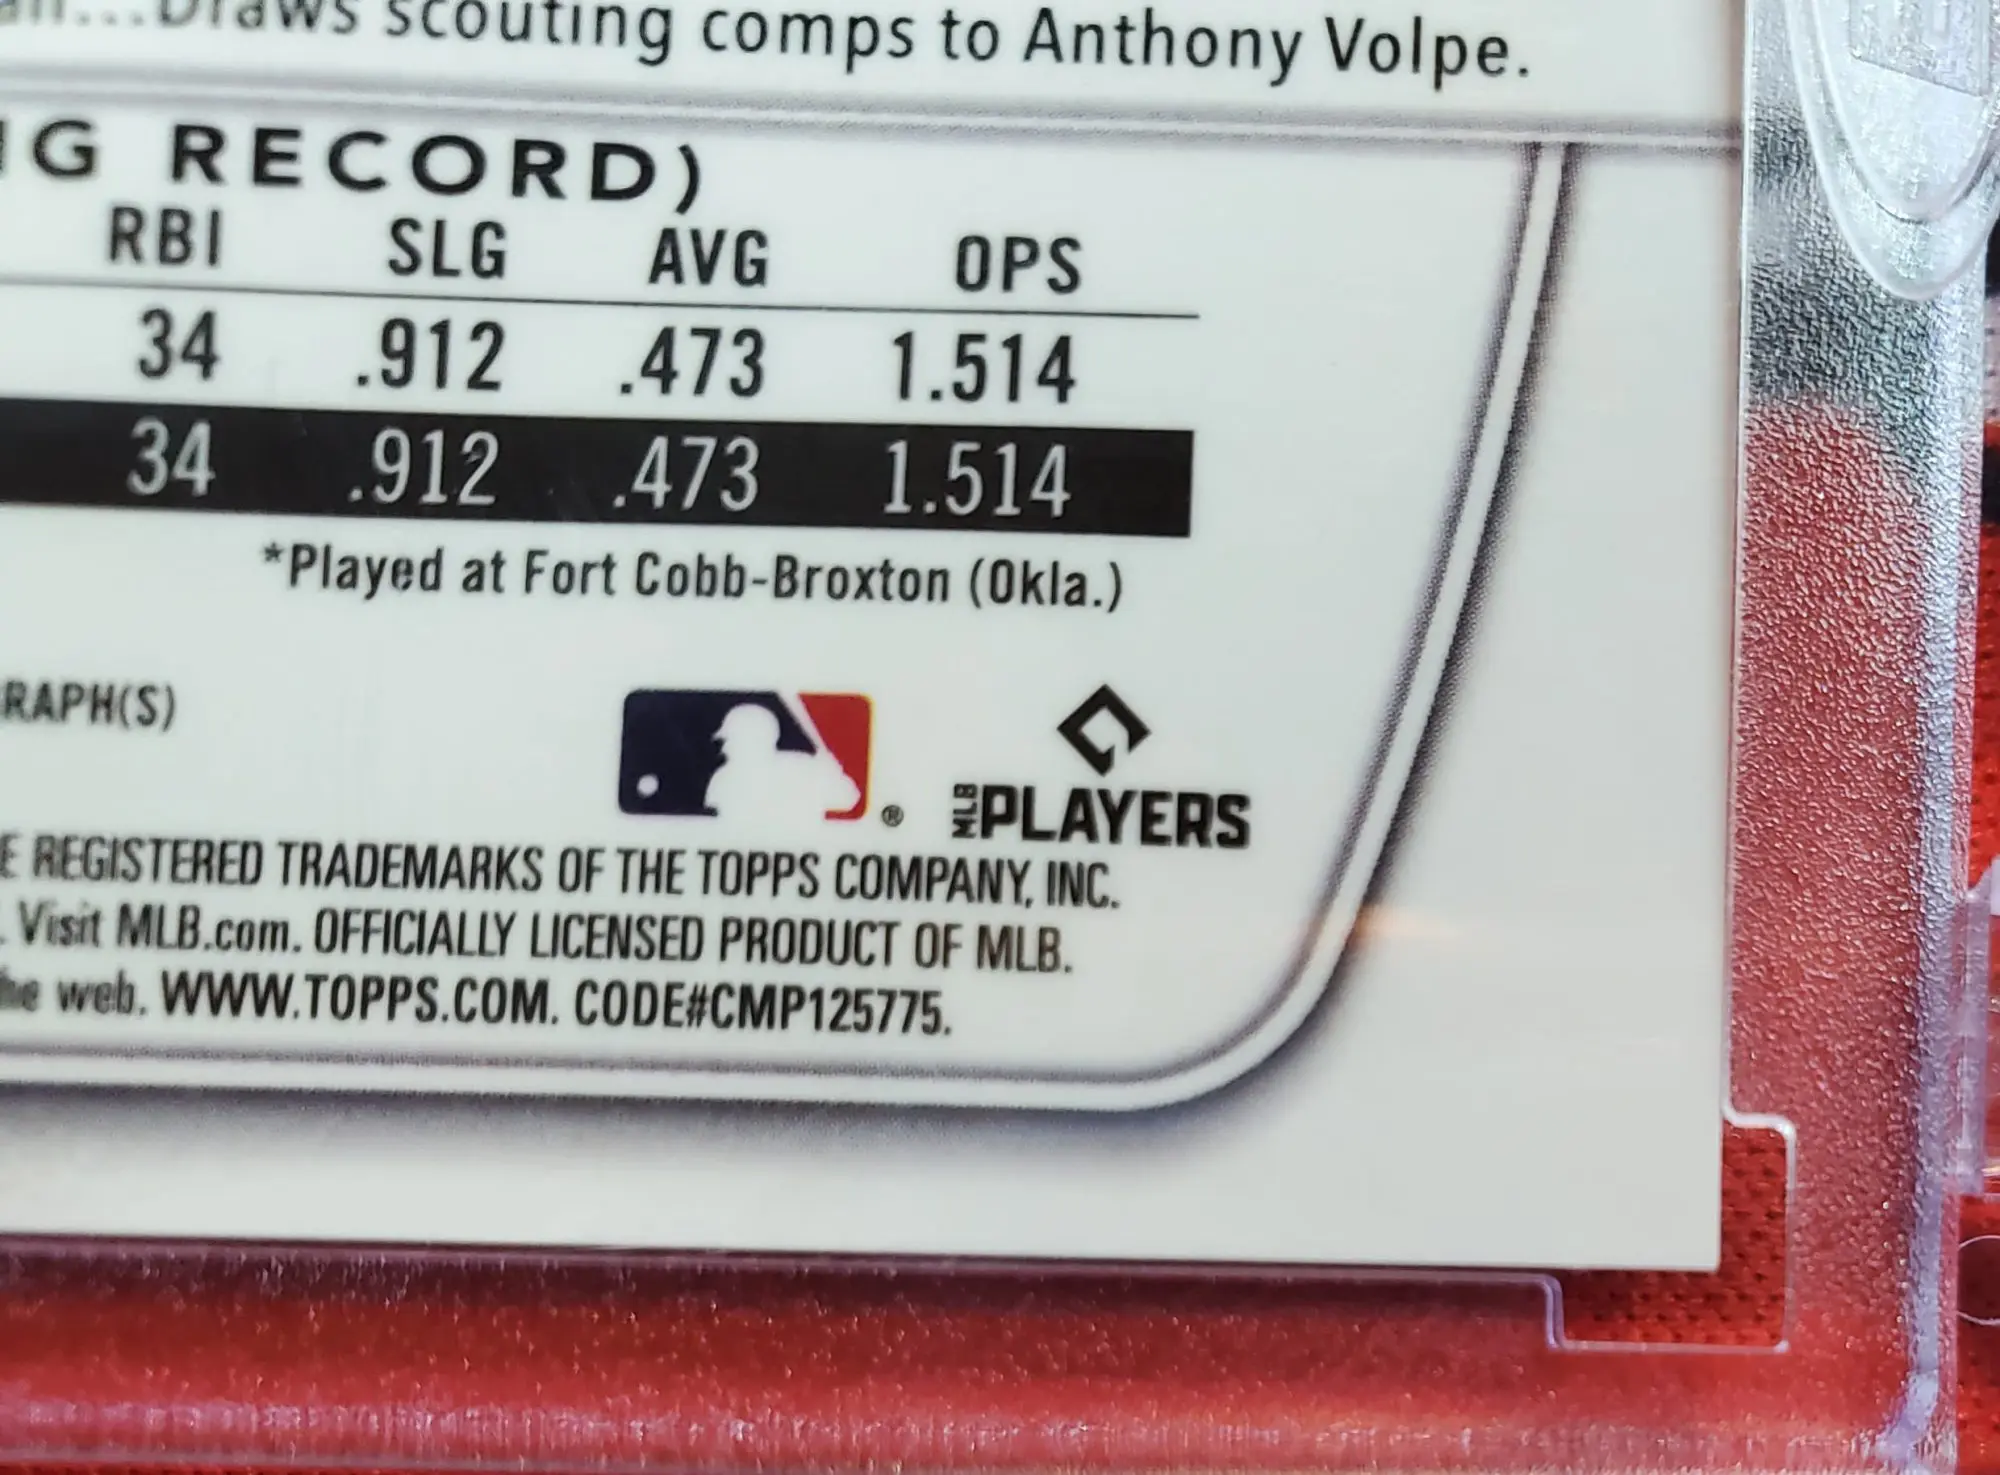 ...Draws scouting comps to Anthony Volpe.
G RECORD)
RBI SLG AVG OPS
34 .912 .473 1.514
34 .912 .473 1.514
*Played at Fort Cobb-Broxton (Okla.)
RAPH(S)
®
MLB PLAYERS
E REGISTERED TRADEMARKS OF THE TOPPS COMPANY, INC.
. Visit MLB.com. OFFICIALLY LICENSED PRODUCT OF MLB.
he web. WWW.TOPPS.COM. CODE#CMP125775.